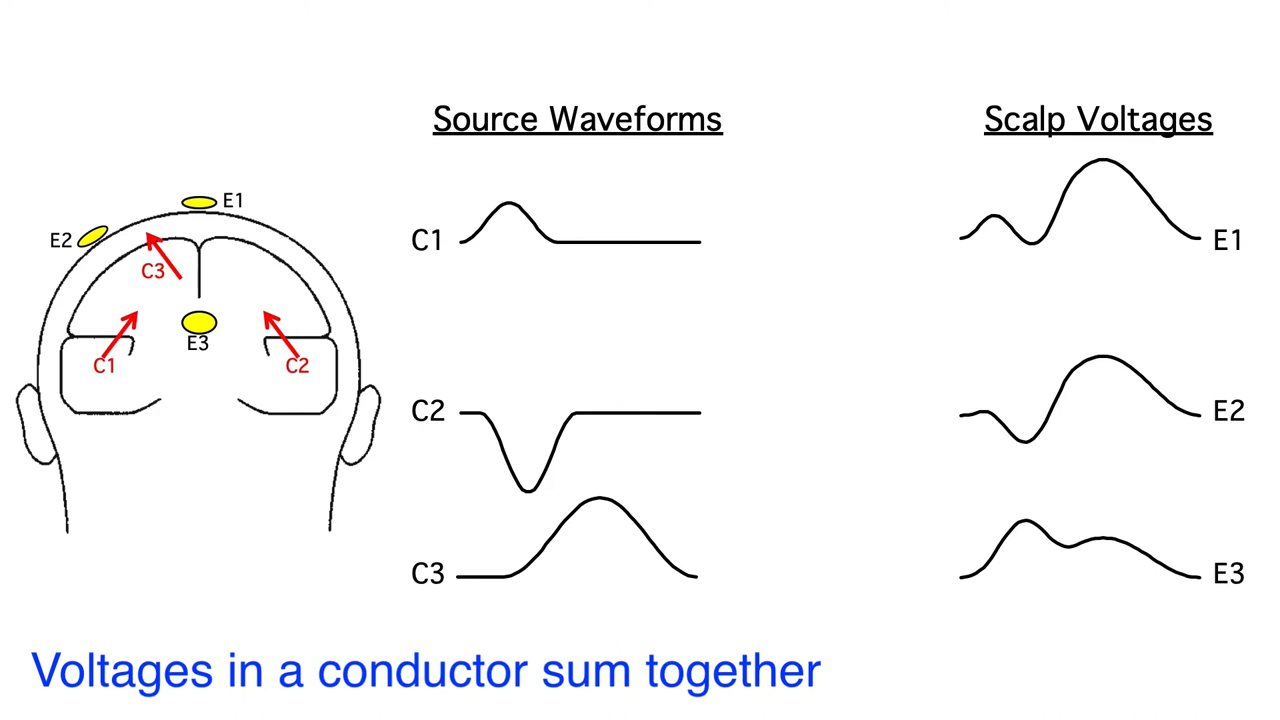 Source Waveforms
Scalp Voltages
E1
E2
C3
E3
C1
C2
C1
E1
C2
E2
C3
E3
Voltages in a conductor sum together